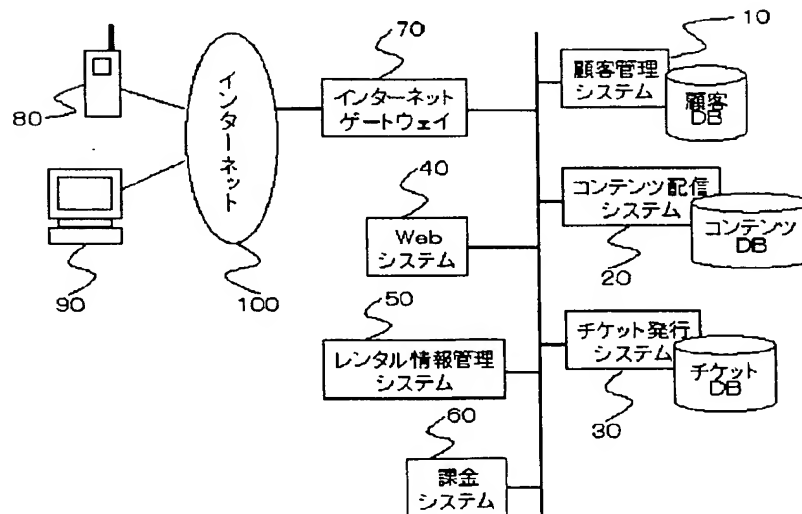 70
10
80
インターネット
インターネット
ゲートウェイ
顧客管理
システム
顧客
DB
40
コンテンツ配信
システム
コンテンツ
DB
Web
システム
20
90
100
50
チケット発行
システム
チケット
DB
レンタル情報管理
システム
30
60
課金
システム